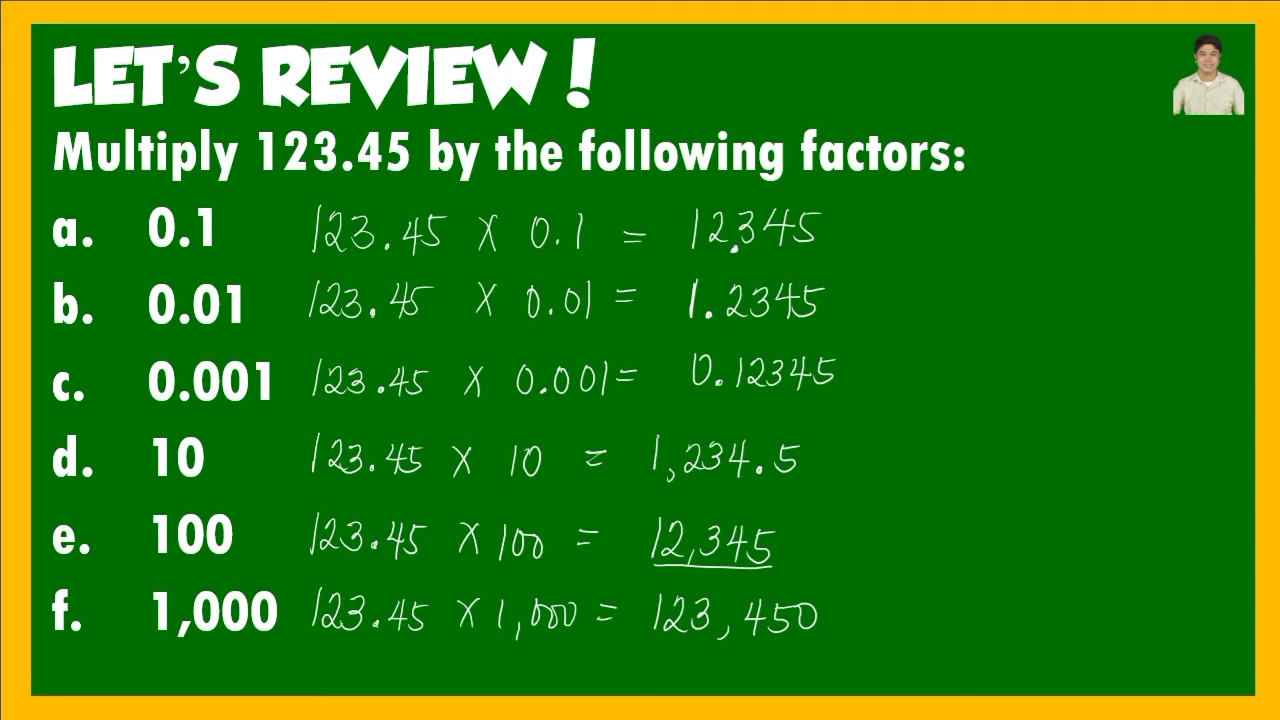 LET'S REVIEW!
Multiply 123.45 by the following factors:
a. 0.1 123.45 X 0.1 = 12.345
b. 0.01 123.45 X 0.01 = 1.2345
c. 0.001 123.45 X 0.001 = 0.12345
d. 10 123.45 X 10 = 1,234.5
e. 100 123.45 X 100 = 12,345
f. 1,000 123.45 X 1,000 = 123,450